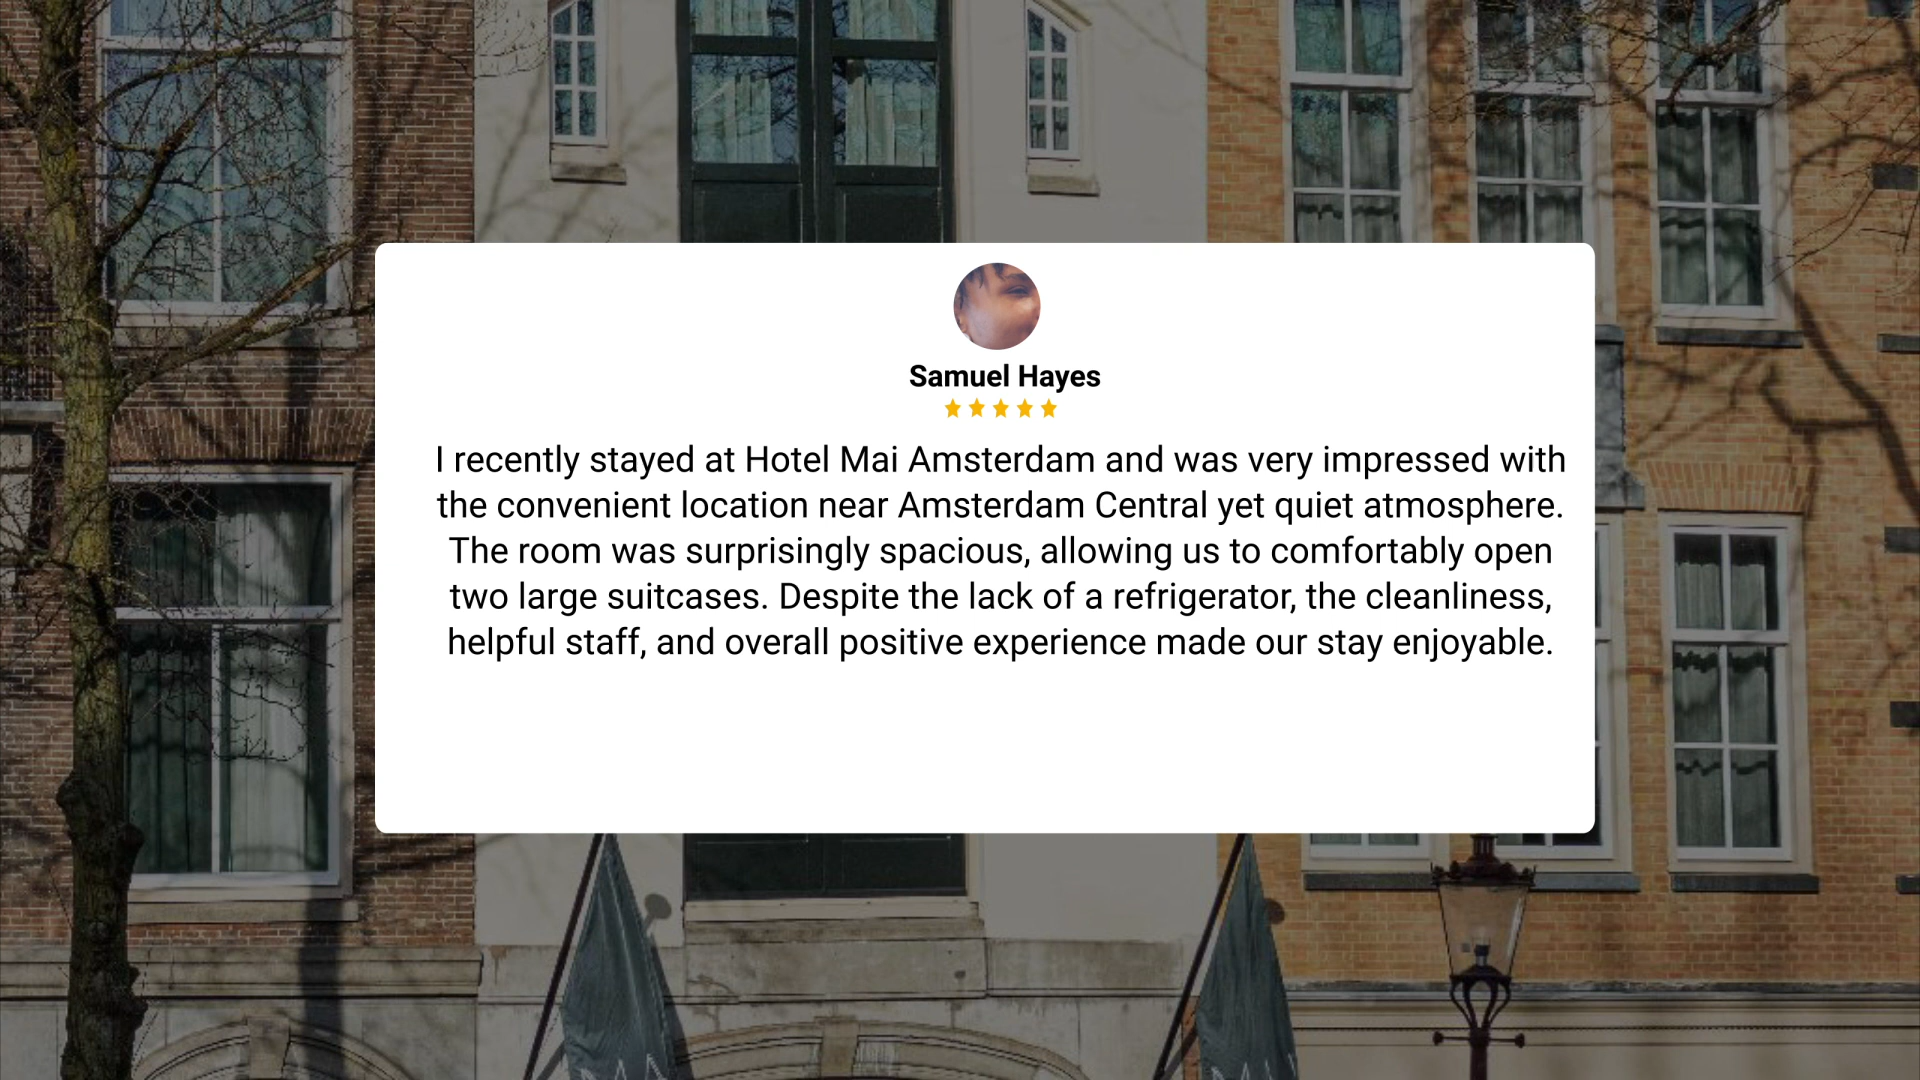 Samuel Hayes
I recently stayed at Hotel Mai Amsterdam and was very impressed with
the convenient location near Amsterdam Central yet quiet atmosphere.
The room was surprisingly spacious, allowing us to comfortably open
two large suitcases. Despite the lack of a refrigerator, the cleanliness,
helpful staff, and overall positive experience made our stay enjoyable.